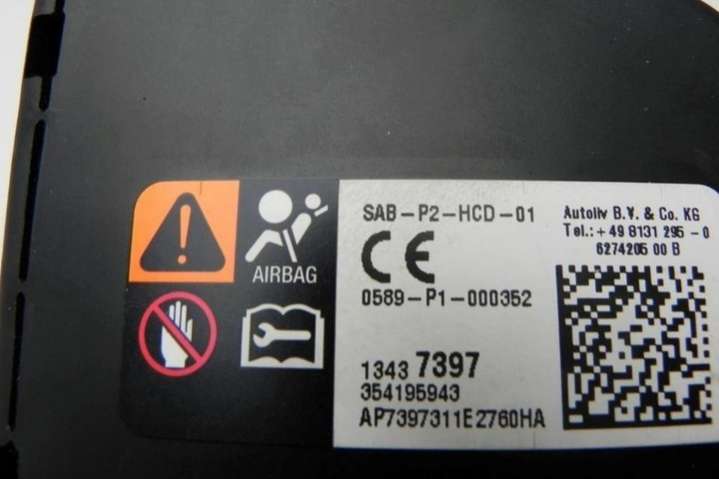 AIRBAG
SAB-P2-HCD-01
CE
0589-P1-000352
1343 7397
354195943
AP7397311E2760HA
Autoliv B.V. & Co. KG
Tel.:+49 8131 295-0
6274205 00 B